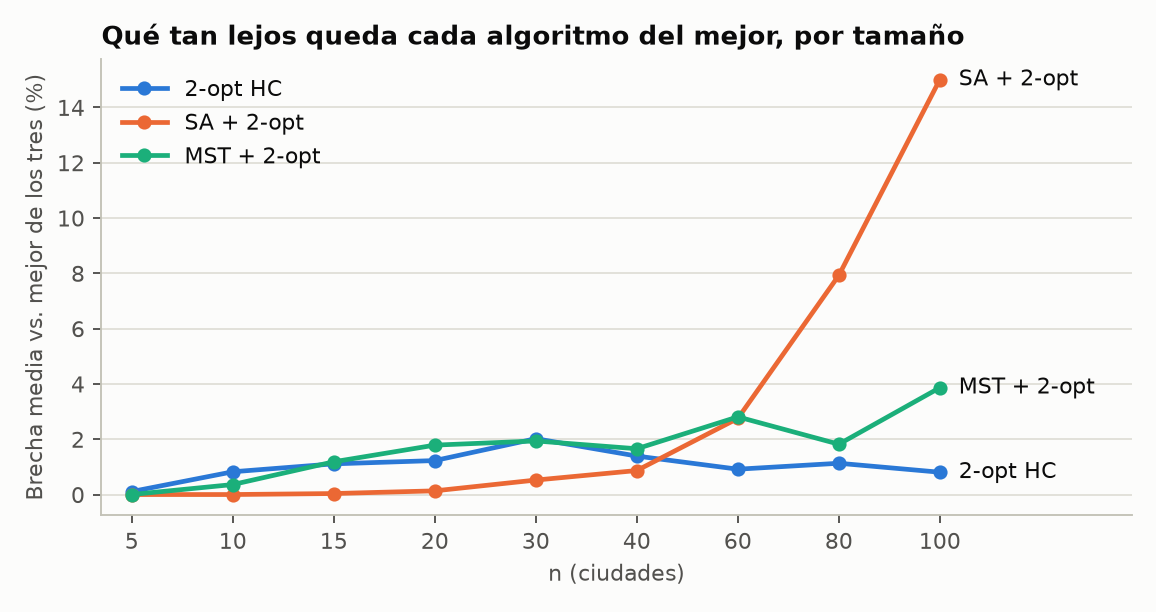 Qué tan lejos queda cada algoritmo del mejor, por tamaño
Brecha media vs. mejor de los tres (%)
2-opt HC
SA + 2-opt
MST + 2-opt
14
12
10
8
6
4
2
0
SA + 2-opt
MST + 2-opt
2-opt HC
5 10 15 20 30 40 60 80 100
n (ciudades)